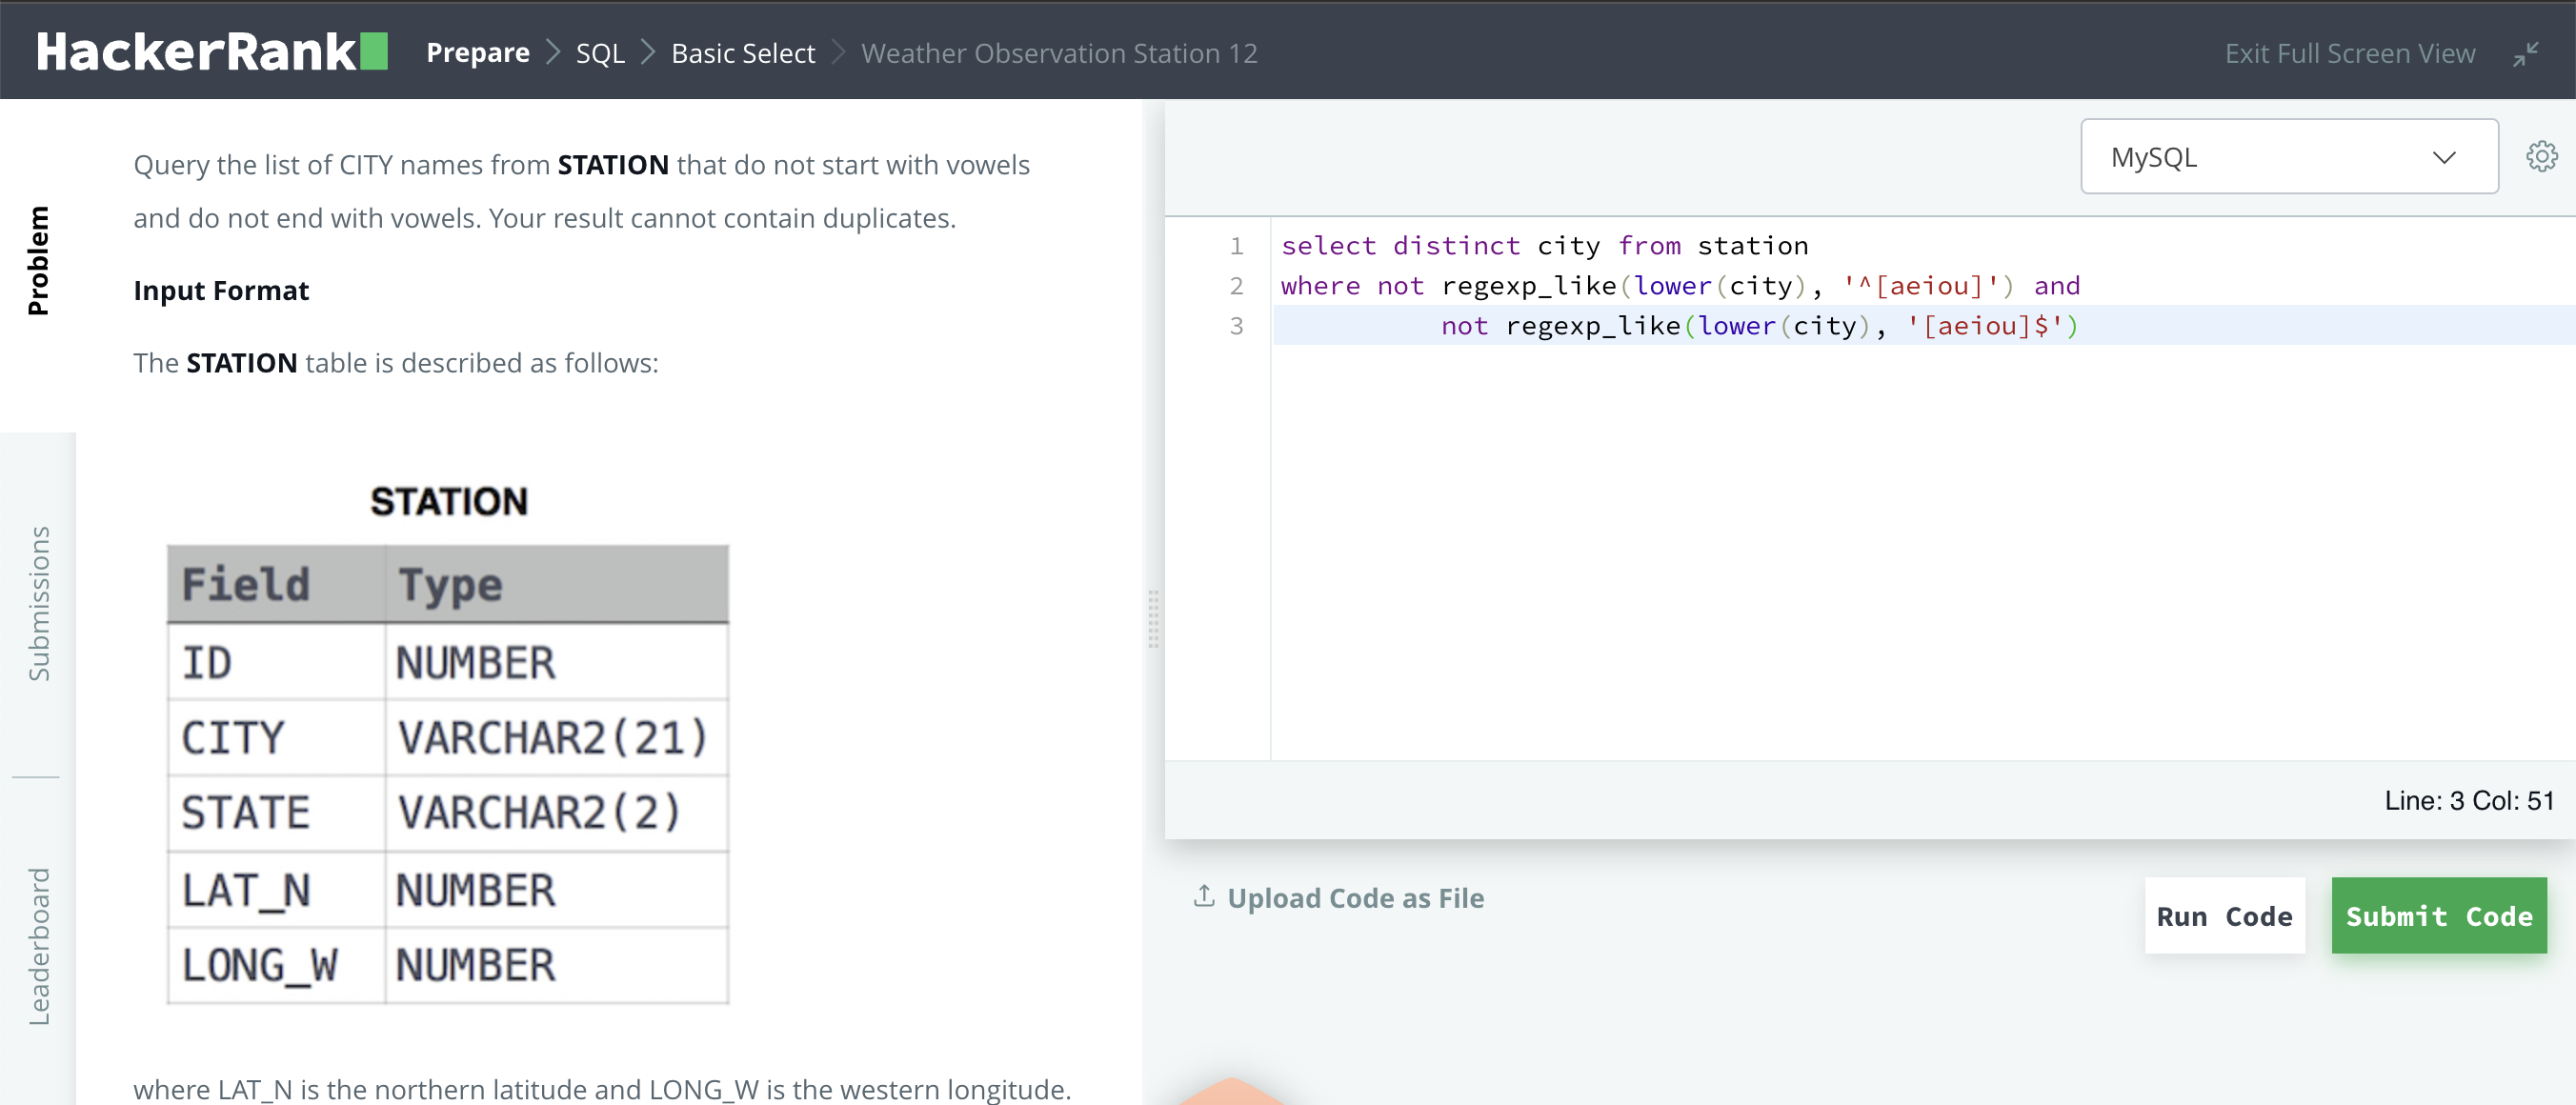 HackerRank
Prepare > SQL > Basic Select > Weather Observation Station 12
Exit Full Screen View
Problem
Submissions
Leaderboard
Query the list of CITY names from STATION that do not start with vowels
and do not end with vowels. Your result cannot contain duplicates.
Input Format
The STATION table is described as follows:
STATION
Field Type
ID NUMBER
CITY VARCHAR2(21)
STATE VARCHAR2(2)
LAT_N NUMBER
LONG_W NUMBER
where LAT_N is the northern latitude and LONG_W is the western longitude.
MySQL
1 select distinct city from station
2 where not regexp_like(lower(city), '^[aeiou]') and
3 not regexp_like(lower(city), '[aeiou]$')
Line: 3 Col: 51
Upload Code as File
Run Code
Submit Code